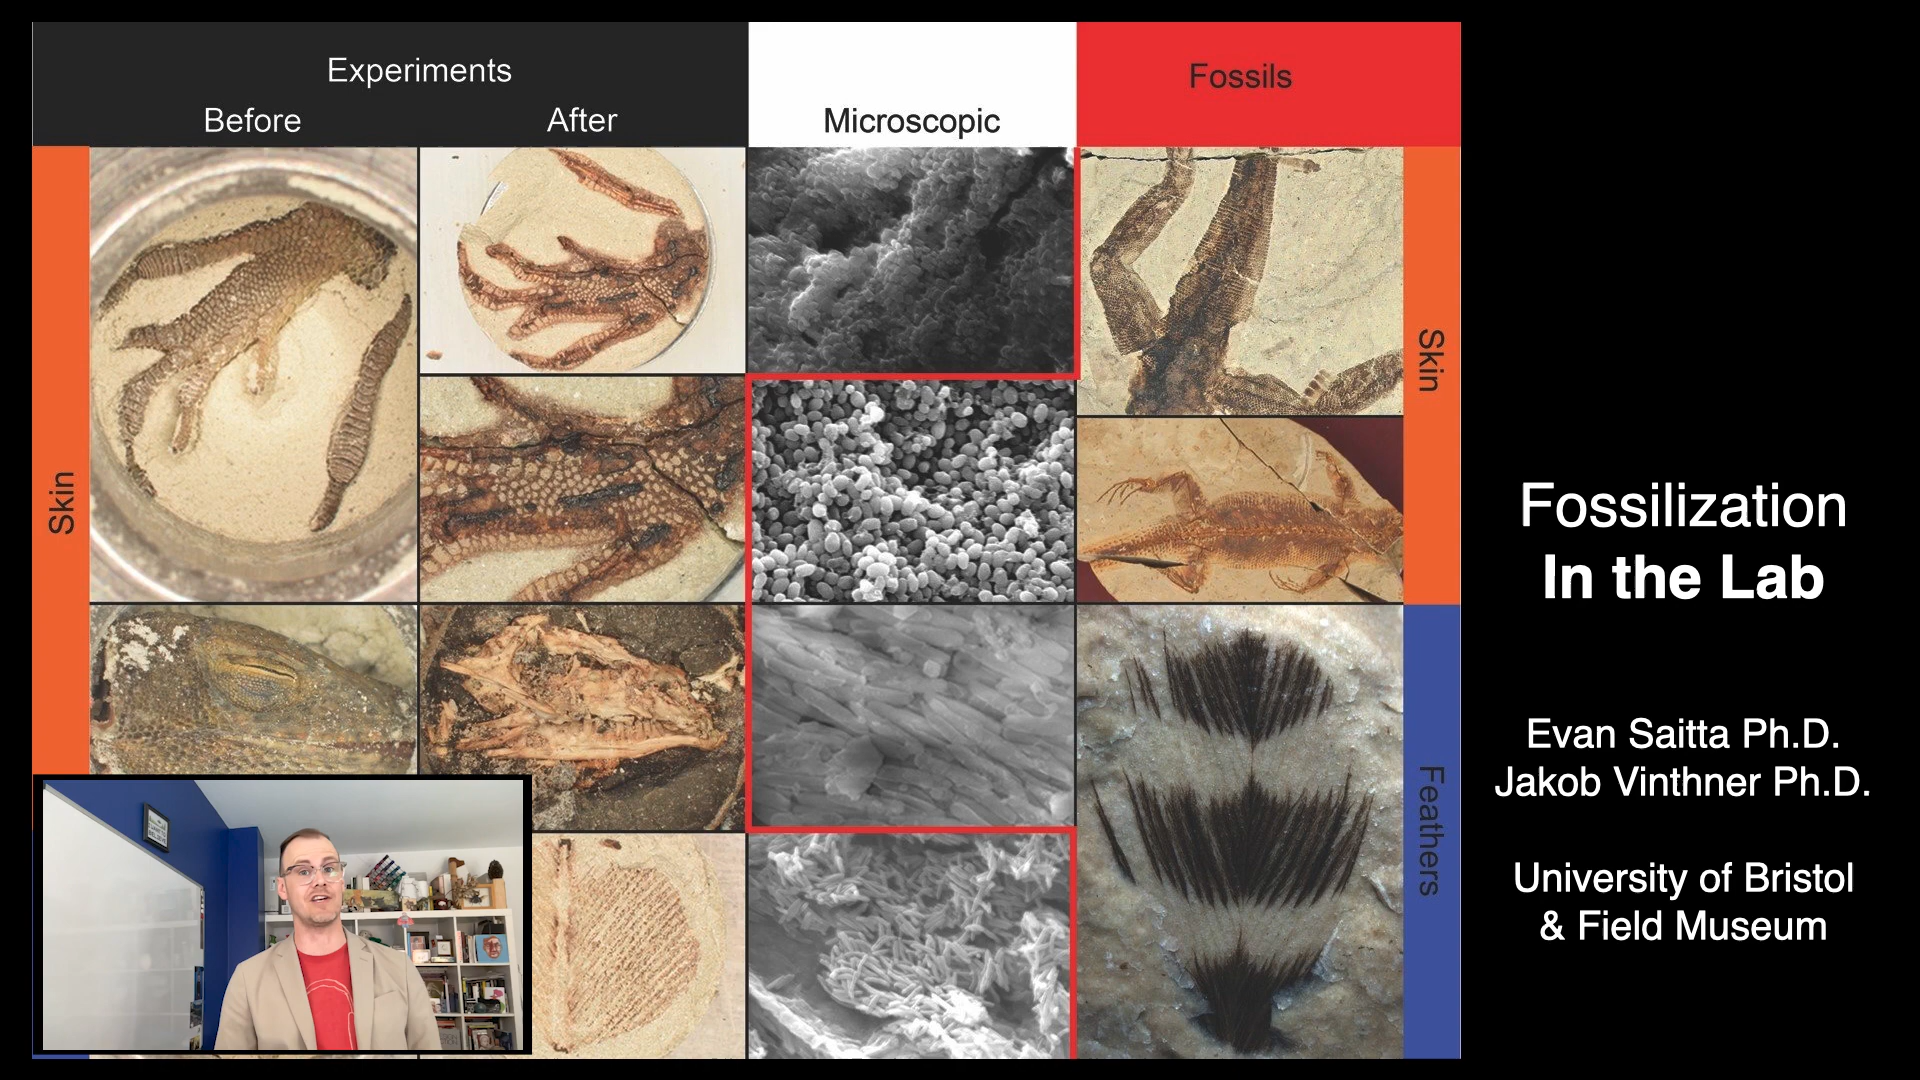 Experiments
Before
After
Microscopic
Fossils
Skin
Skin
Feathers
Fossilization
In the Lab
Evan Saitta Ph.D.
Jakob Vinthner Ph.D.
University of Bristol
& Field Museum